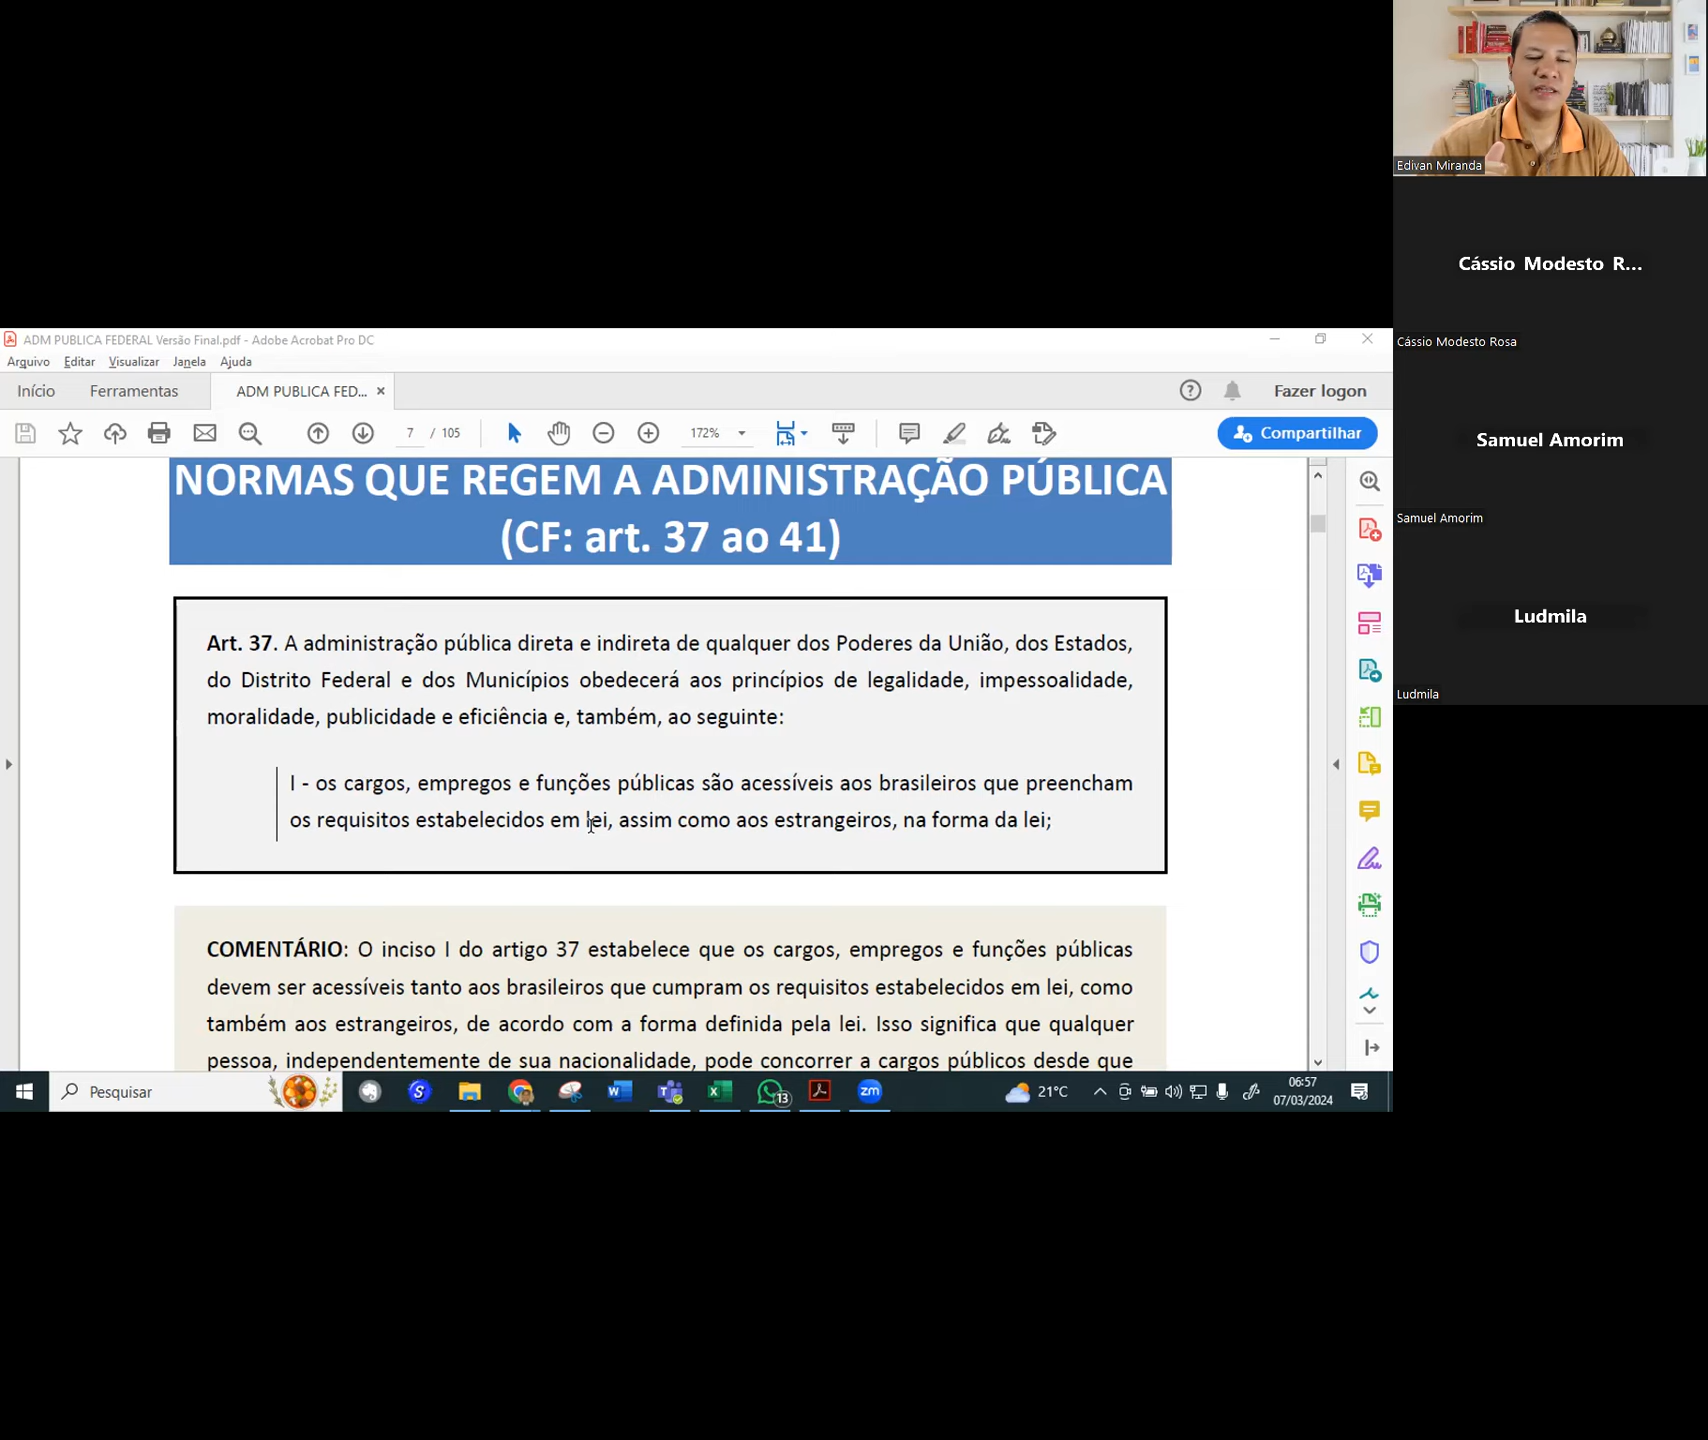 ADM PUBLICA FEDERAL Versão Final.pdf - Adobe Acrobat Pro DC
Arquivo Editar Visualizar Janela Ajuda
Início Ferramentas ADM PUBLICA FED... Fazer logon
7 / 105 172% Compartilhar
NORMAS QUE REGEM A ADMINISTRAÇÃO PÚBLICA
(CF: art. 37 ao 41)
Art. 37. A administração pública direta e indireta de qualquer dos Poderes da União, dos Estados,
do Distrito Federal e dos Municípios obedecerá aos princípios de legalidade, impessoalidade,
moralidade, publicidade e eficiência e, também, ao seguinte:
I - os cargos, empregos e funções públicas são acessíveis aos brasileiros que preencham
os requisitos estabelecidos em lei, assim como aos estrangeiros, na forma da lei;
COMENTÁRIO: O inciso I do artigo 37 estabelece que os cargos, empregos e funções públicas
devem ser acessíveis tanto aos brasileiros que cumpram os requisitos estabelecidos em lei, como
também aos estrangeiros, de acordo com a forma definida pela lei. Isso significa que qualquer
pessoa, independentemente de sua nacionalidade, pode concorrer a cargos públicos desde que
Pesquisar 13 zm 21°C 06:57
07/03/2024
Edivan Miranda
Cássio Modesto R...
Cássio Modesto Rosa
Samuel Amorim
Samuel Amorim
Ludmila
Ludmila